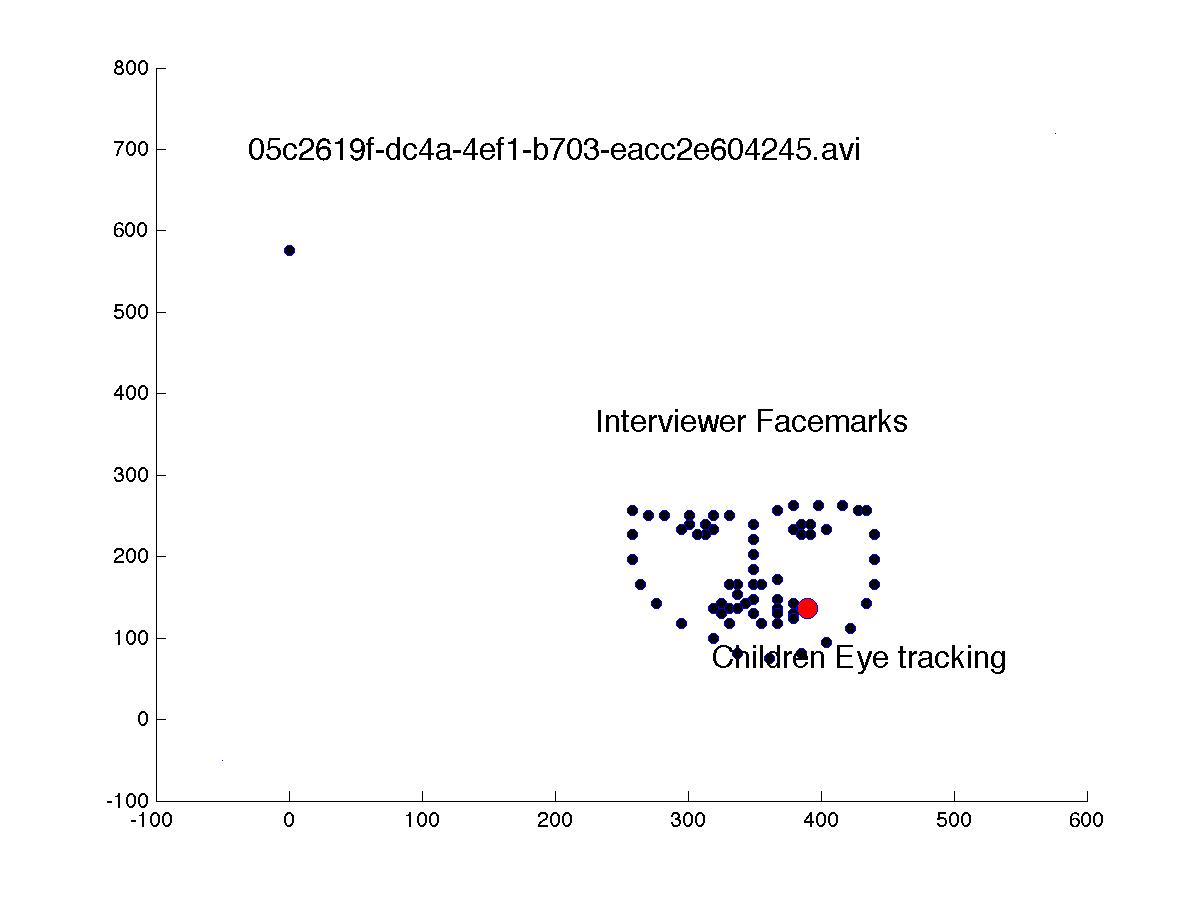 800
700
05c2619f-dc4a-4ef1-b703-eacc2e604245.avi
600
500
400
Interviewer Facemarks
300
200
100
Children Eye tracking
0
-100
-100 0 100 200 300 400 500 600